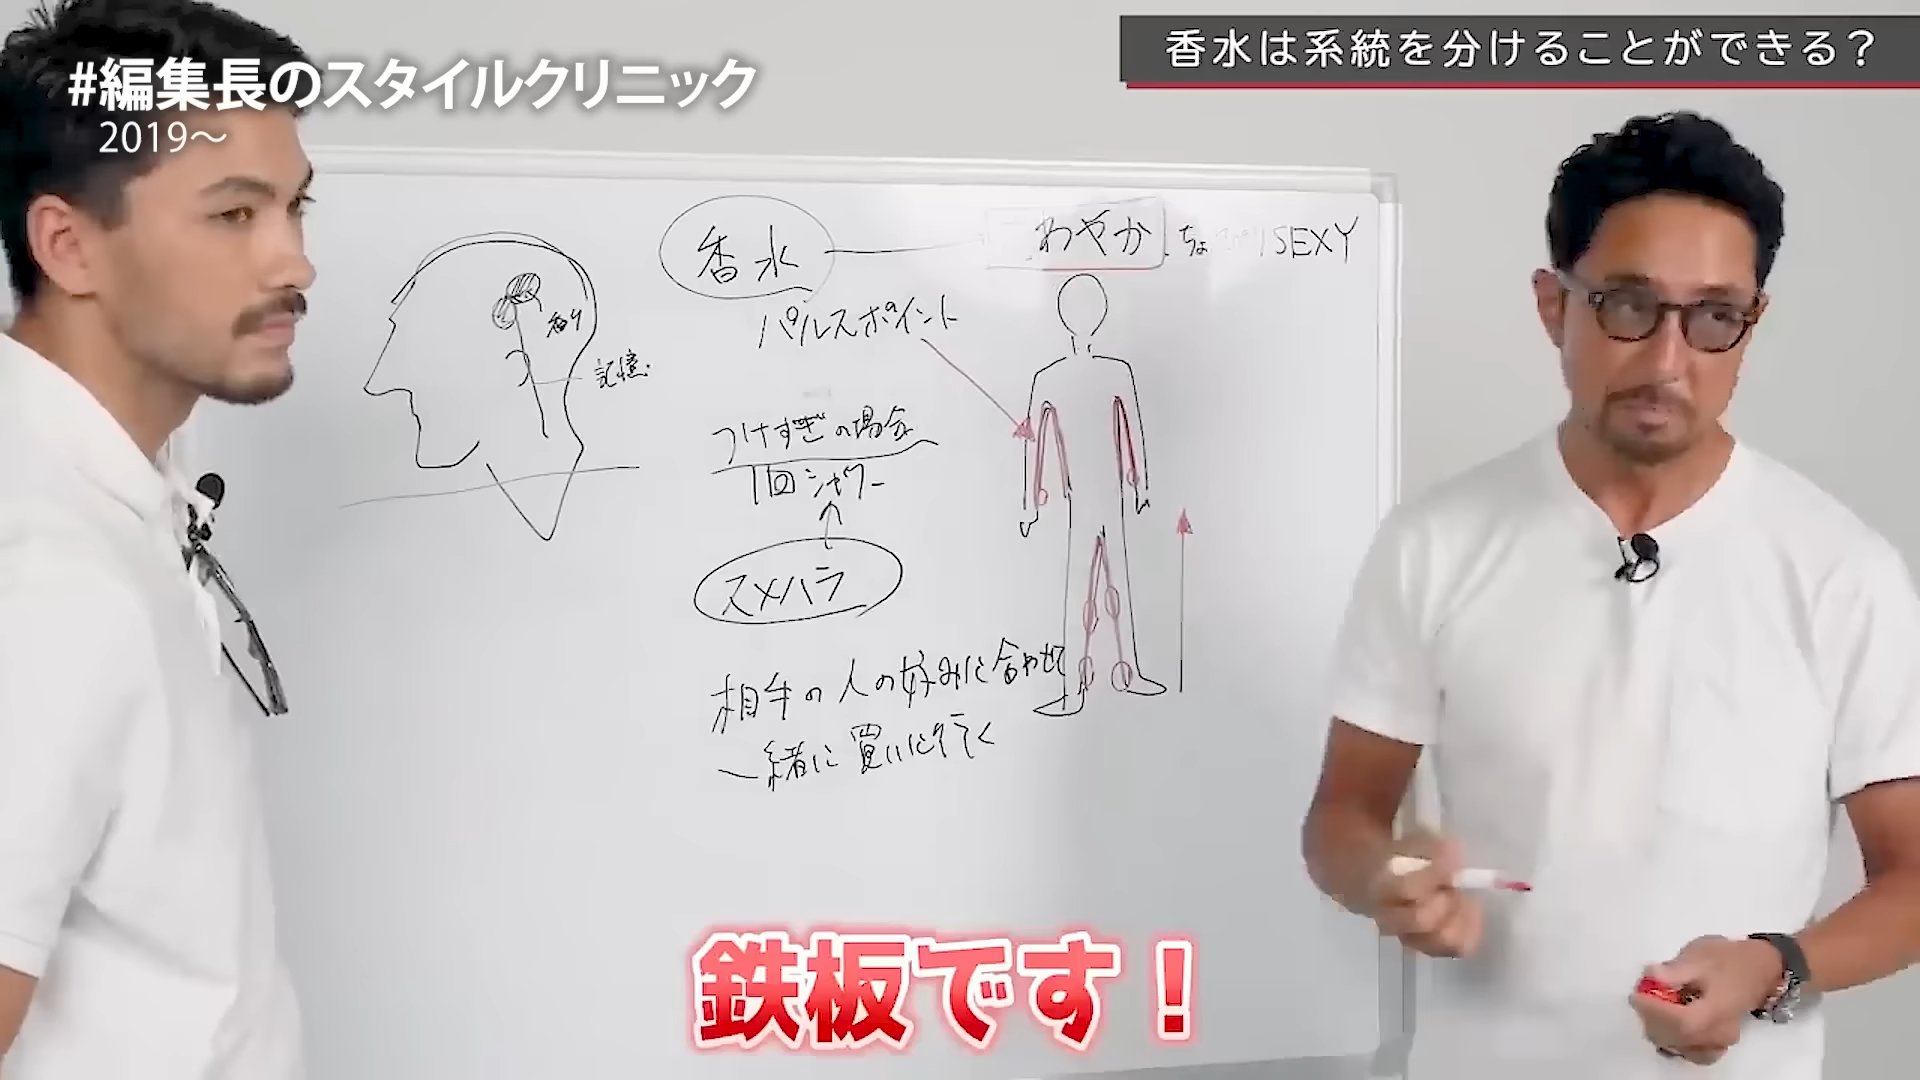 #編集長のスタイルクリニック
2019～
香水は系統を分けることができる？
香水
わやか
SEXY
パルスポイント
香り
記憶
つけすぎの場合
1回シャワー
スメハラ
相手の人の好みに合わせ
一緒に買いに行く
鉄板です！